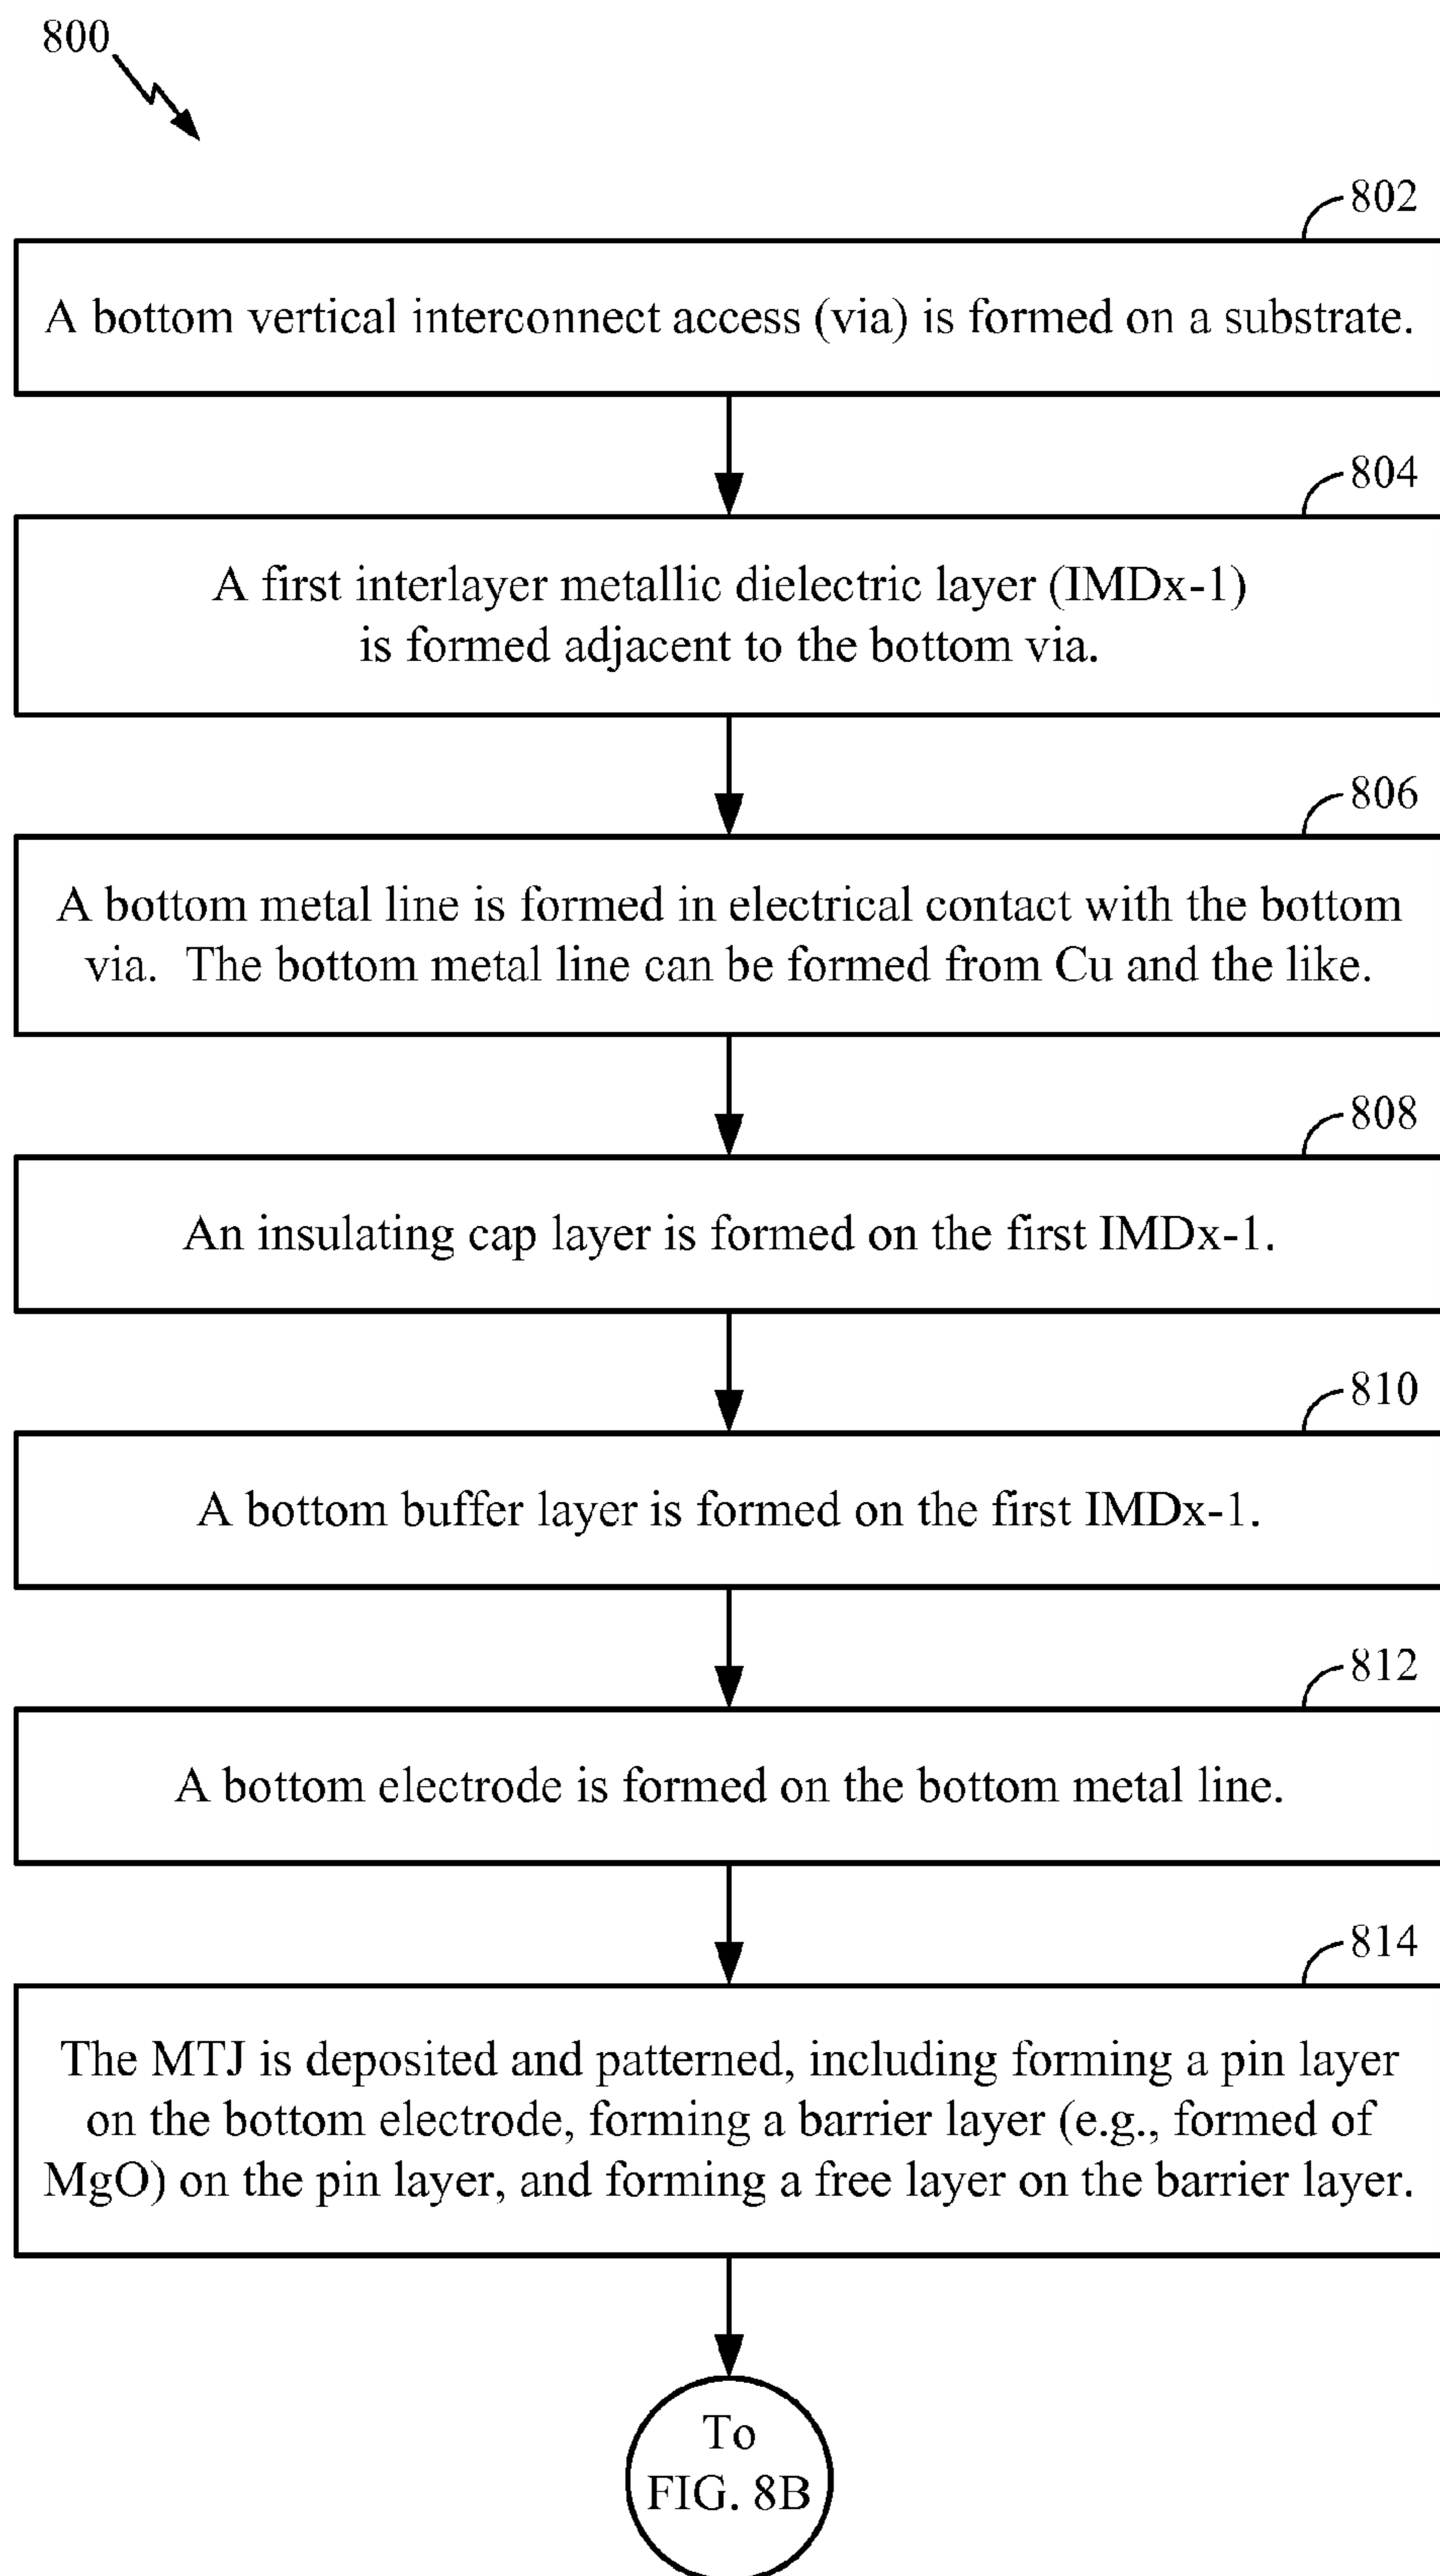 800
802
A bottom vertical interconnect access (via) is formed on a substrate.
804
A first interlayer metallic dielectric layer (IMDx-1)
is formed adjacent to the bottom via.
806
A bottom metal line is formed in electrical contact with the bottom
via.  The bottom metal line can be formed from Cu and the like.
808
An insulating cap layer is formed on the first IMDx-1.
810
A bottom buffer layer is formed on the first IMDx-1.
812
A bottom electrode is formed on the bottom metal line.
814
The MTJ is deposited and patterned, including forming a pin layer
on the bottom electrode, forming a barrier layer (e.g., formed of
MgO) on the pin layer, and forming a free layer on the barrier layer.
To
FIG. 8B